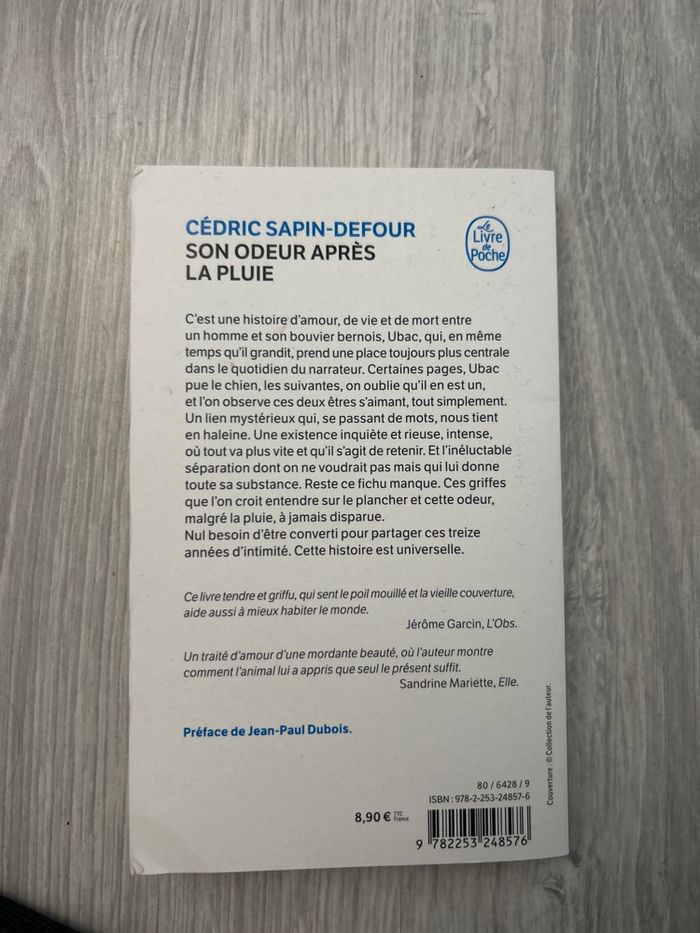 CÉDRIC SAPIN-DEFOUR
SON ODEUR APRÈS
LA PLUIE
Le
Livre
de
Poche
C'est une histoire d'amour, de vie et de mort entre
un homme et son bouvier bernois, Ubac, qui, en même
temps qu'il grandit, prend une place toujours plus centrale
dans le quotidien du narrateur. Certaines pages, Ubac
pue le chien, les suivantes, on oublie qu'il en est un,
et l'on observe ces deux êtres s'aimant, tout simplement.
Un lien mystérieux qui, se passant de mots, nous tient
en haleine. Une existence inquiète et rieuse, intense,
où tout va plus vite et qu'il s'agit de retenir. Et l'inéluctable
séparation dont on ne voudrait pas mais qui lui donne
toute sa substance. Reste ce fichu manque. Ces griffes
que l'on croit entendre sur le plancher et cette odeur,
malgré la pluie, à jamais disparue.
Nul besoin d'être converti pour partager ces treize
années d'intimité. Cette histoire est universelle.
Ce livre tendre et griffu, qui sent le poil mouillé et la vieille couverture,
aide aussi à mieux habiter le monde.
Jérôme Garcin, L'Obs.
Un traité d'amour d'une mordante beauté, où l'auteur montre
comment l'animal lui a appris que seul le présent suffit.
Sandrine Mariette, Elle.
Préface de Jean-Paul Dubois.
Couverture : © Collection de l'auteur.
80 / 6428 / 9
ISBN : 978-2-253-24857-6
8,90 € TTC
France
9 782253 248576